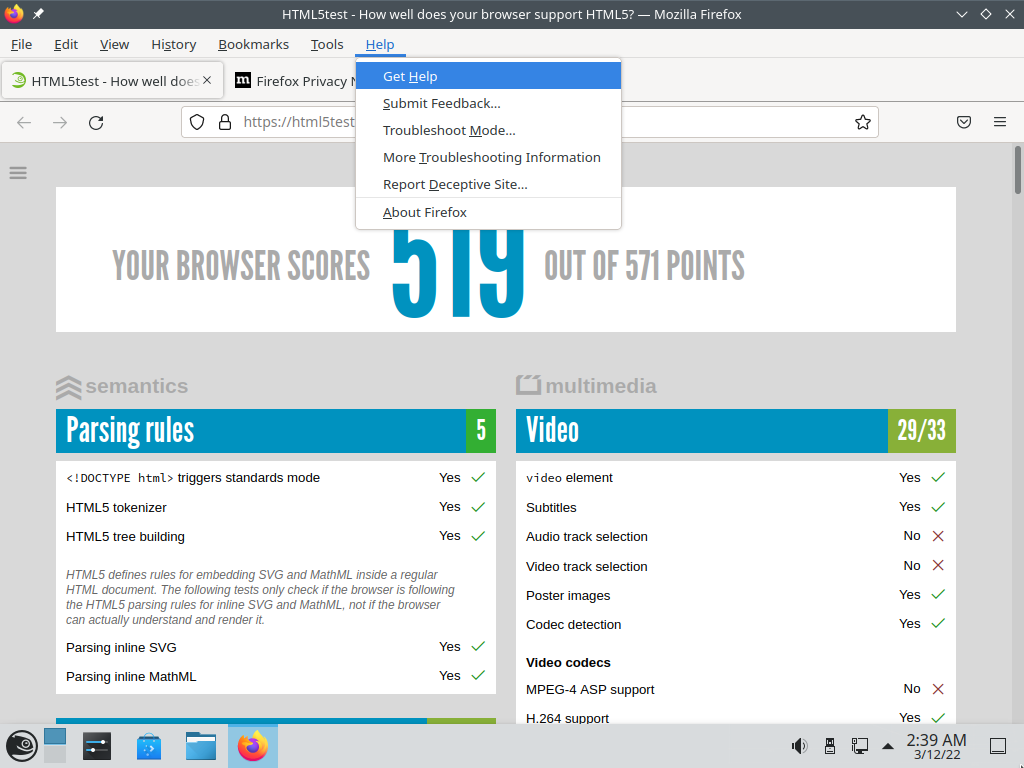 HTML5test - How well does your browser support HTML5? — Mozilla Firefox
File Edit View History Bookmarks Tools Help
HTML5test - How well does
m Firefox Privacy
Get Help
Submit Feedback...
Troubleshoot Mode...
More Troubleshooting Information
Report Deceptive Site...
About Firefox
https://html5test
YOUR BROWSER SCORES 519 OUT OF 571 POINTS
semantics
Parsing rules 5
<!DOCTYPE html> triggers standards mode Yes
HTML5 tokenizer Yes
HTML5 tree building Yes
HTML5 defines rules for embedding SVG and MathML inside a regular
HTML document. The following tests only check if the browser is following
the HTML5 parsing rules for inline SVG and MathML, not if the browser
can actually understand and render it.
Parsing inline SVG Yes
Parsing inline MathML Yes
multimedia
Video 29/33
video element Yes
Subtitles Yes
Audio track selection No
Video track selection No
Poster images Yes
Codec detection Yes
Video codecs
MPEG-4 ASP support No
H.264 support Yes
2:39 AM
3/12/22